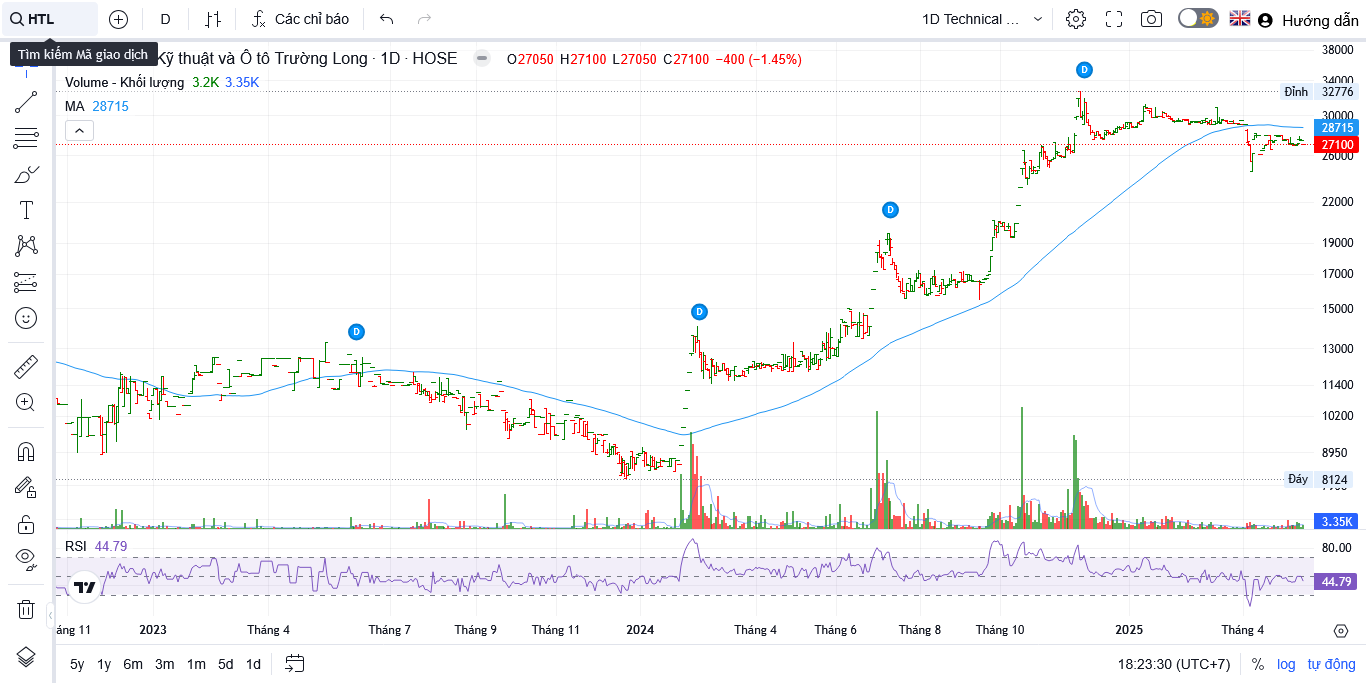 HTL
D
Các chỉ báo
1D Technical ...
Hướng dẫn
Tìm kiếm Mã giao dịch
Kỹ thuật và Ô tô Trường Long · 1D · HOSE
O27050 H27100 L27050 C27100 −400 (−1.45%)
Volume - Khối lượng 3.2K 3.35K
MA 28715
38000
34000
Đỉnh 32776
30000
28715
27100
26000
22000
19000
17000
15000
13000
11400
10200
8950
Đáy 8124
3.35K
D
D
D
D
RSI 44.79
80.00
44.79
áng 11
2023
Tháng 4
Tháng 7
Tháng 9
Tháng 11
2024
Tháng 4
Tháng 6
Tháng 8
Tháng 10
2025
Tháng 4
5y 1y 6m 3m 1m 5d 1d
18:23:30 (UTC+7)
% log tự động